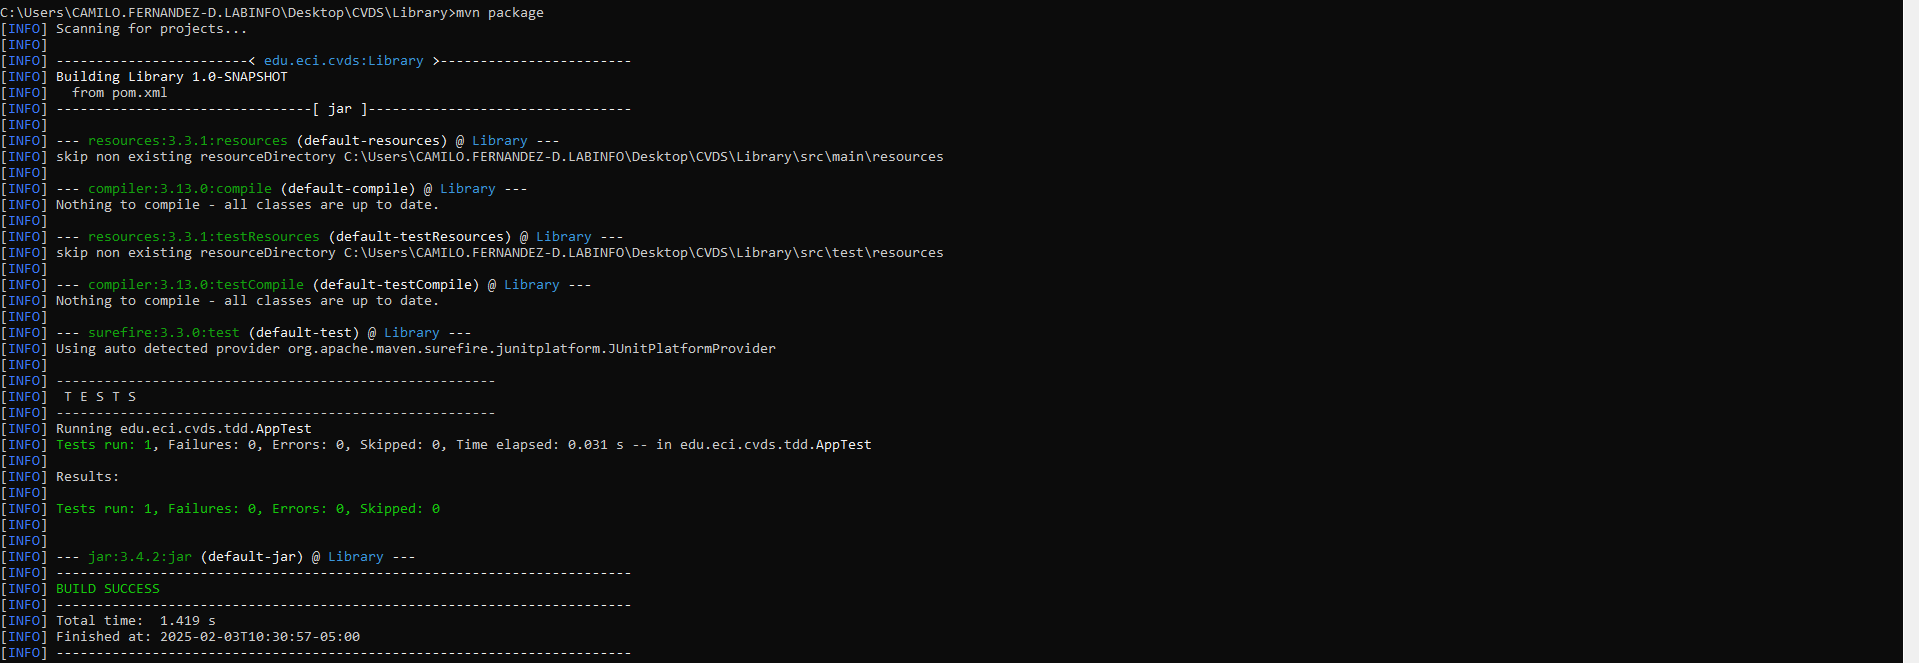 C:\Users\CAMILO.FERNANDEZ-D.LABINFO\Desktop\CVDS\Library>mvn package
[INFO] Scanning for projects...
[INFO]
[INFO] ------------------------< edu.eci.cvds:Library >------------------------
[INFO] Building Library 1.0-SNAPSHOT
[INFO]   from pom.xml
[INFO] --------------------------------[ jar ]---------------------------------
[INFO]
[INFO] --- resources:3.3.1:resources (default-resources) @ Library ---
[INFO] skip non existing resourceDirectory C:\Users\CAMILO.FERNANDEZ-D.LABINFO\Desktop\CVDS\Library\src\main\resources
[INFO]
[INFO] --- compiler:3.13.0:compile (default-compile) @ Library ---
[INFO] Nothing to compile - all classes are up to date.
[INFO]
[INFO] --- resources:3.3.1:testResources (default-testResources) @ Library ---
[INFO] skip non existing resourceDirectory C:\Users\CAMILO.FERNANDEZ-D.LABINFO\Desktop\CVDS\Library\src\test\resources
[INFO]
[INFO] --- compiler:3.13.0:testCompile (default-testCompile) @ Library ---
[INFO] Nothing to compile - all classes are up to date.
[INFO]
[INFO] --- surefire:3.3.0:test (default-test) @ Library ---
[INFO] Using auto detected provider org.apache.maven.surefire.junitplatform.JUnitPlatformProvider
[INFO]
[INFO] -------------------------------------------------------
[INFO]  T E S T S
[INFO] -------------------------------------------------------
[INFO] Running edu.eci.cvds.tdd.AppTest
[INFO] Tests run: 1, Failures: 0, Errors: 0, Skipped: 0, Time elapsed: 0.031 s -- in edu.eci.cvds.tdd.AppTest
[INFO]
[INFO] Results:
[INFO]
[INFO] Tests run: 1, Failures: 0, Errors: 0, Skipped: 0
[INFO]
[INFO]
[INFO] --- jar:3.4.2:jar (default-jar) @ Library ---
[INFO] ------------------------------------------------------------------------
[INFO] BUILD SUCCESS
[INFO] ------------------------------------------------------------------------
[INFO] Total time:  1.419 s
[INFO] Finished at: 2025-02-03T10:30:57-05:00
[INFO] ------------------------------------------------------------------------